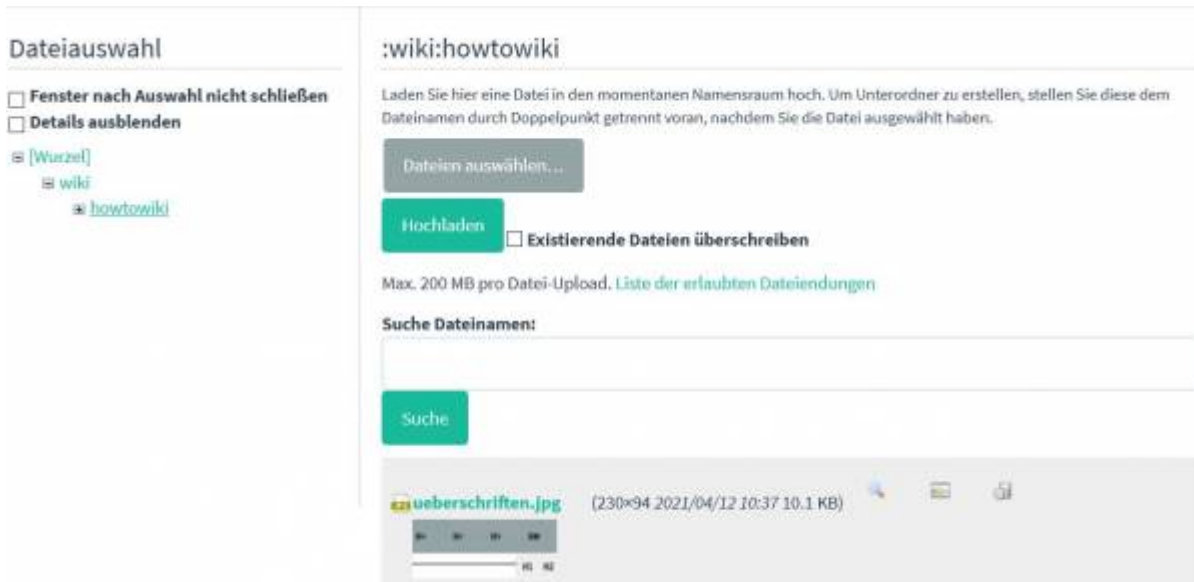 Dateiauswahl
Fenster nach Auswahl nicht schließen
Details ausblenden
[Wurzel]
wiki
howtowiki
:wiki:howtowiki
Laden Sie hier eine Datei in den momentanen Namensraum hoch. Um Unterordner zu erstellen, stellen Sie diese dem
Dateinamen durch Doppelpunkt getrennt voran, nachdem Sie die Datei ausgewählt haben.
Dateien auswählen...
Hochladen
Existierende Dateien überschreiben
Max. 200 MB pro Datei-Upload. Liste der erlaubten Dateiendungen
Suche Dateinamen:
Suche
ueberschriften.jpg (230×94 2021/04/12 10:37 10.1 KB)